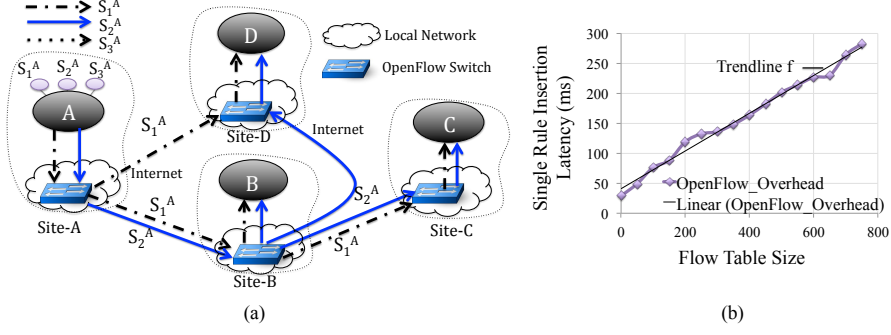 S₁ᴬ
S₂ᴬ
S₃ᴬ
S₁ᴬ S₂ᴬ S₃ᴬ
A
Site-A
D
Site-D
Local Network
OpenFlow Switch
S₁ᴬ
Internet
Internet
S₁ᴬ
S₂ᴬ
B
Site-B
S₂ᴬ
S₁ᴬ
C
Site-C
(a)
Single Rule Insertion
Latency (ms)
300
250
200
150
100
50
0
0 200 400 600 800
Trendline f
OpenFlow_Overhead
Linear (OpenFlow_Overhead)
Flow Table Size
(b)